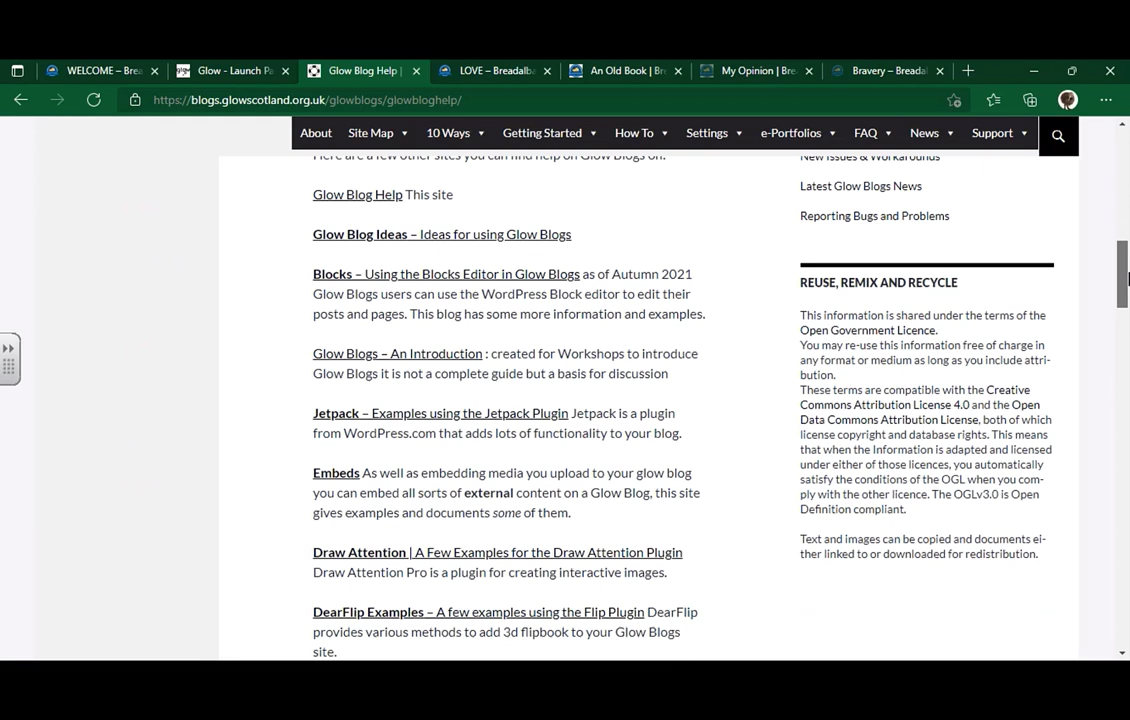 WELCOME – Brea
Glow - Launch Pa
Glow Blog Help |
LOVE – Breadalb
An Old Book | Br
My Opinion | Bre
Bravery – Breadal
https://blogs.glowscotland.org.uk/glowblogs/glowbloghelp/
About Site Map 10 Ways Getting Started How To Settings e-Portfolios FAQ News Support
Here are a few other sites you can find help on Glow Blogs on.
Glow Blog Help This site
Glow Blog Ideas – Ideas for using Glow Blogs
Blocks – Using the Blocks Editor in Glow Blogs as of Autumn 2021
Glow Blogs users can use the WordPress Block editor to edit their
posts and pages. This blog has some more information and examples.
Glow Blogs – An Introduction : created for Workshops to introduce
Glow Blogs it is not a complete guide but a basis for discussion
Jetpack – Examples using the Jetpack Plugin Jetpack is a plugin
from WordPress.com that adds lots of functionality to your blog.
Embeds As well as embedding media you upload to your glow blog
you can embed all sorts of external content on a Glow Blog, this site
gives examples and documents some of them.
Draw Attention | A Few Examples for the Draw Attention Plugin
Draw Attention Pro is a plugin for creating interactive images.
DearFlip Examples – A few examples using the Flip Plugin DearFlip
provides various methods to add 3d flipbook to your Glow Blogs
site.
New Issues & Workarounds
Latest Glow Blogs News
Reporting Bugs and Problems
REUSE, REMIX AND RECYCLE
This information is shared under the terms of the
Open Government Licence.
You may re-use this information free of charge in
any format or medium as long as you include attri-
bution.
These terms are compatible with the Creative
Commons Attribution License 4.0 and the Open
Data Commons Attribution License, both of which
license copyright and database rights. This means
that when the Information is adapted and licensed
under either of those licences, you automatically
satisfy the conditions of the OGL when you com-
ply with the other licence. The OGLv3.0 is Open
Definition compliant.
Text and images can be copied and documents ei-
ther linked to or downloaded for redistribution.